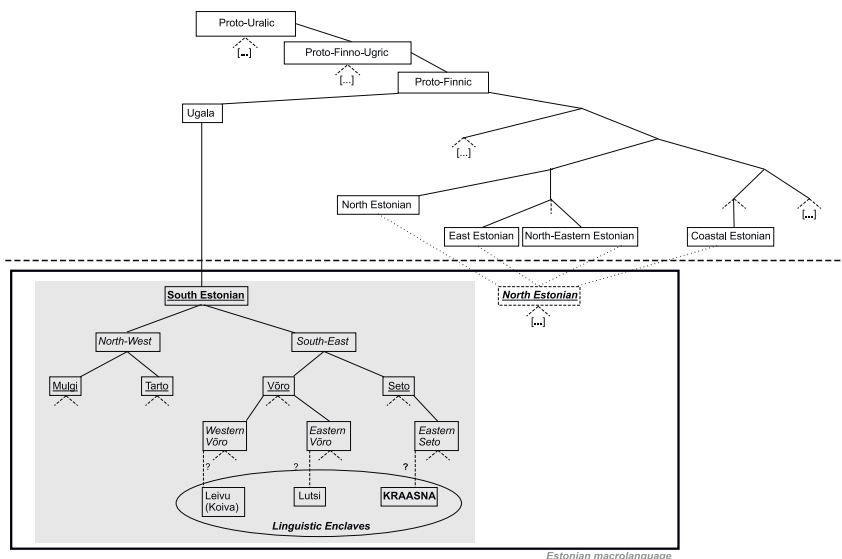 Proto-Uralic
[...]
Proto-Finno-Ugric
[...]
Proto-Finnic
Ugala
[...]
North Estonian
East Estonian
North-Eastern Estonian
Coastal Estonian
[...]
South Estonian
North Estonian
[...]
North-West
South-East
Mulgi
Tarto
Võro
Seto
Western
Võro
Eastern
Võro
Eastern
Seto
?
?
?
Leivu
(Koiva)
Lutsi
KRAASNA
Linguistic Enclaves
Estonian macrolanguage